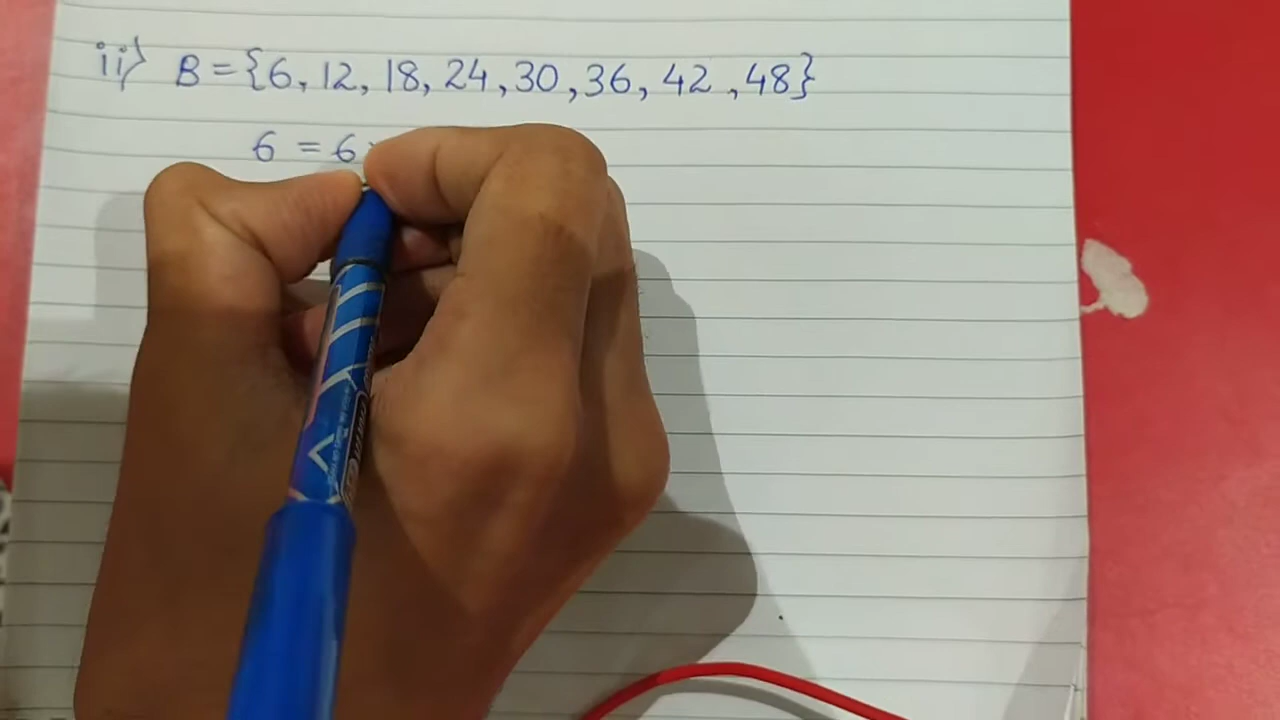 ii) B = {6, 12, 18, 24, 30, 36, 42, 48}
6 = 6